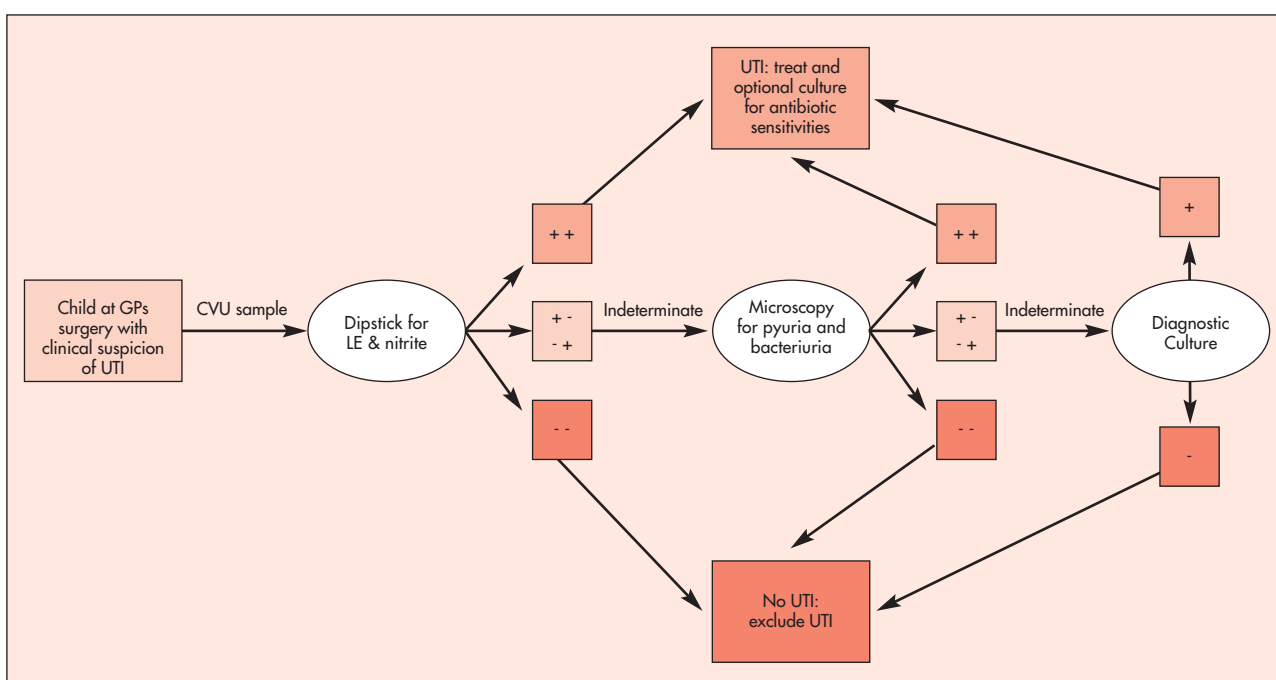 UTI: treat and
optional culture
for antibiotic
sensitivities
+ +
+ +
+
Child at GPs
surgery with
clinical suspicion
of UTI
CVU sample
Dipstick for
LE & nitrite
+ -
- +
Indeterminate
Microscopy
for pyuria and
bacteriuria
+ -
- +
Indeterminate
Diagnostic
Culture
- -
- -
-
No UTI:
exclude UTI